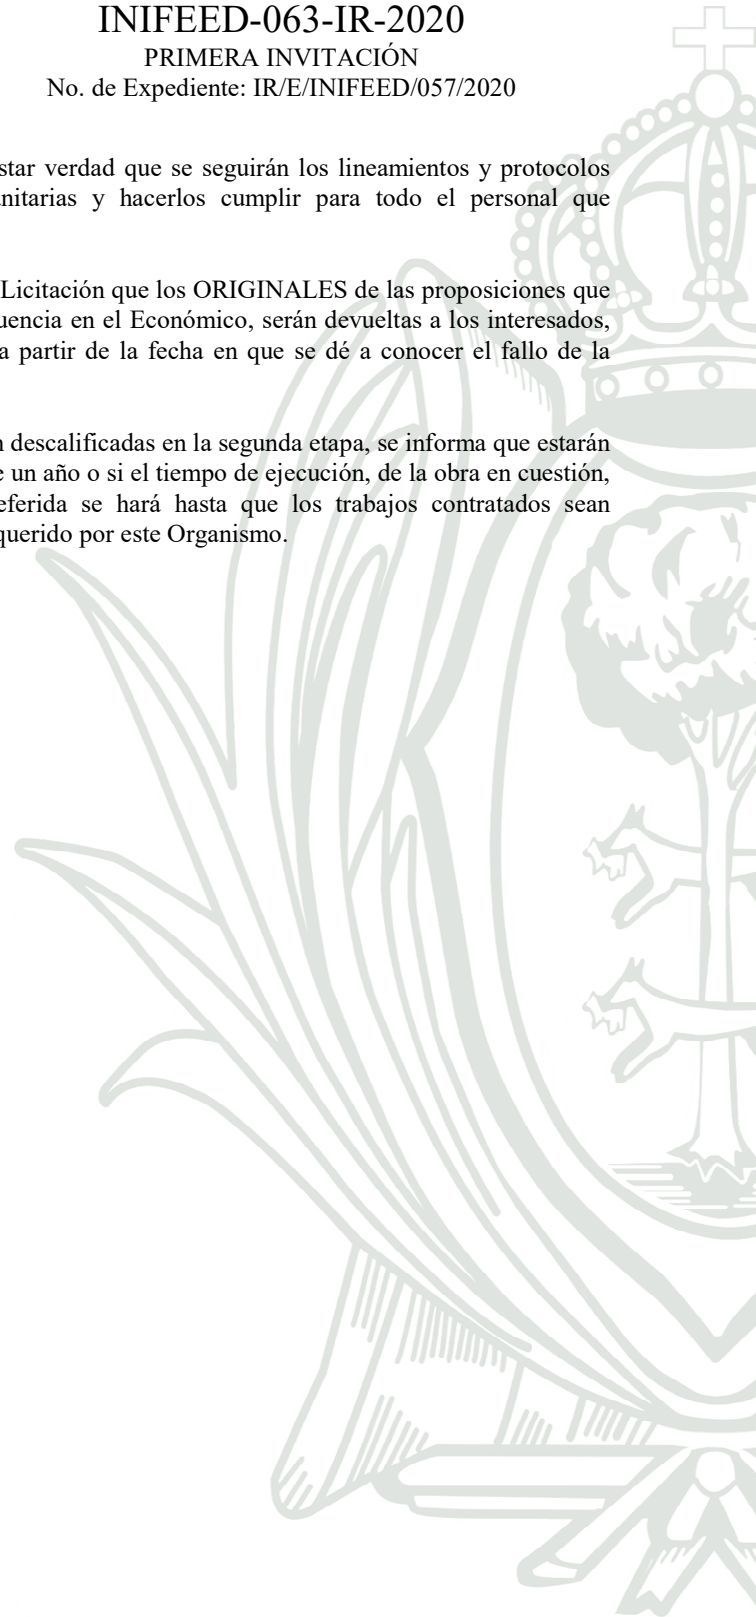 INIFEED-063-IR-2020
PRIMERA INVITACIÓN
No. de Expediente: IR/E/INIFEED/057/2020
star verdad que se seguirán los lineamientos y protocolos
nitarias y hacerlos cumplir para todo el personal que
Licitación que los ORIGINALES de las proposiciones que
uencia en el Económico, serán devueltas a los interesados,
a partir de la fecha en que se dé a conocer el fallo de la
n descalificadas en la segunda etapa, se informa que estarán
e un año o si el tiempo de ejecución, de la obra en cuestión,
eferida se hará hasta que los trabajos contratados sean
querido por este Organismo.